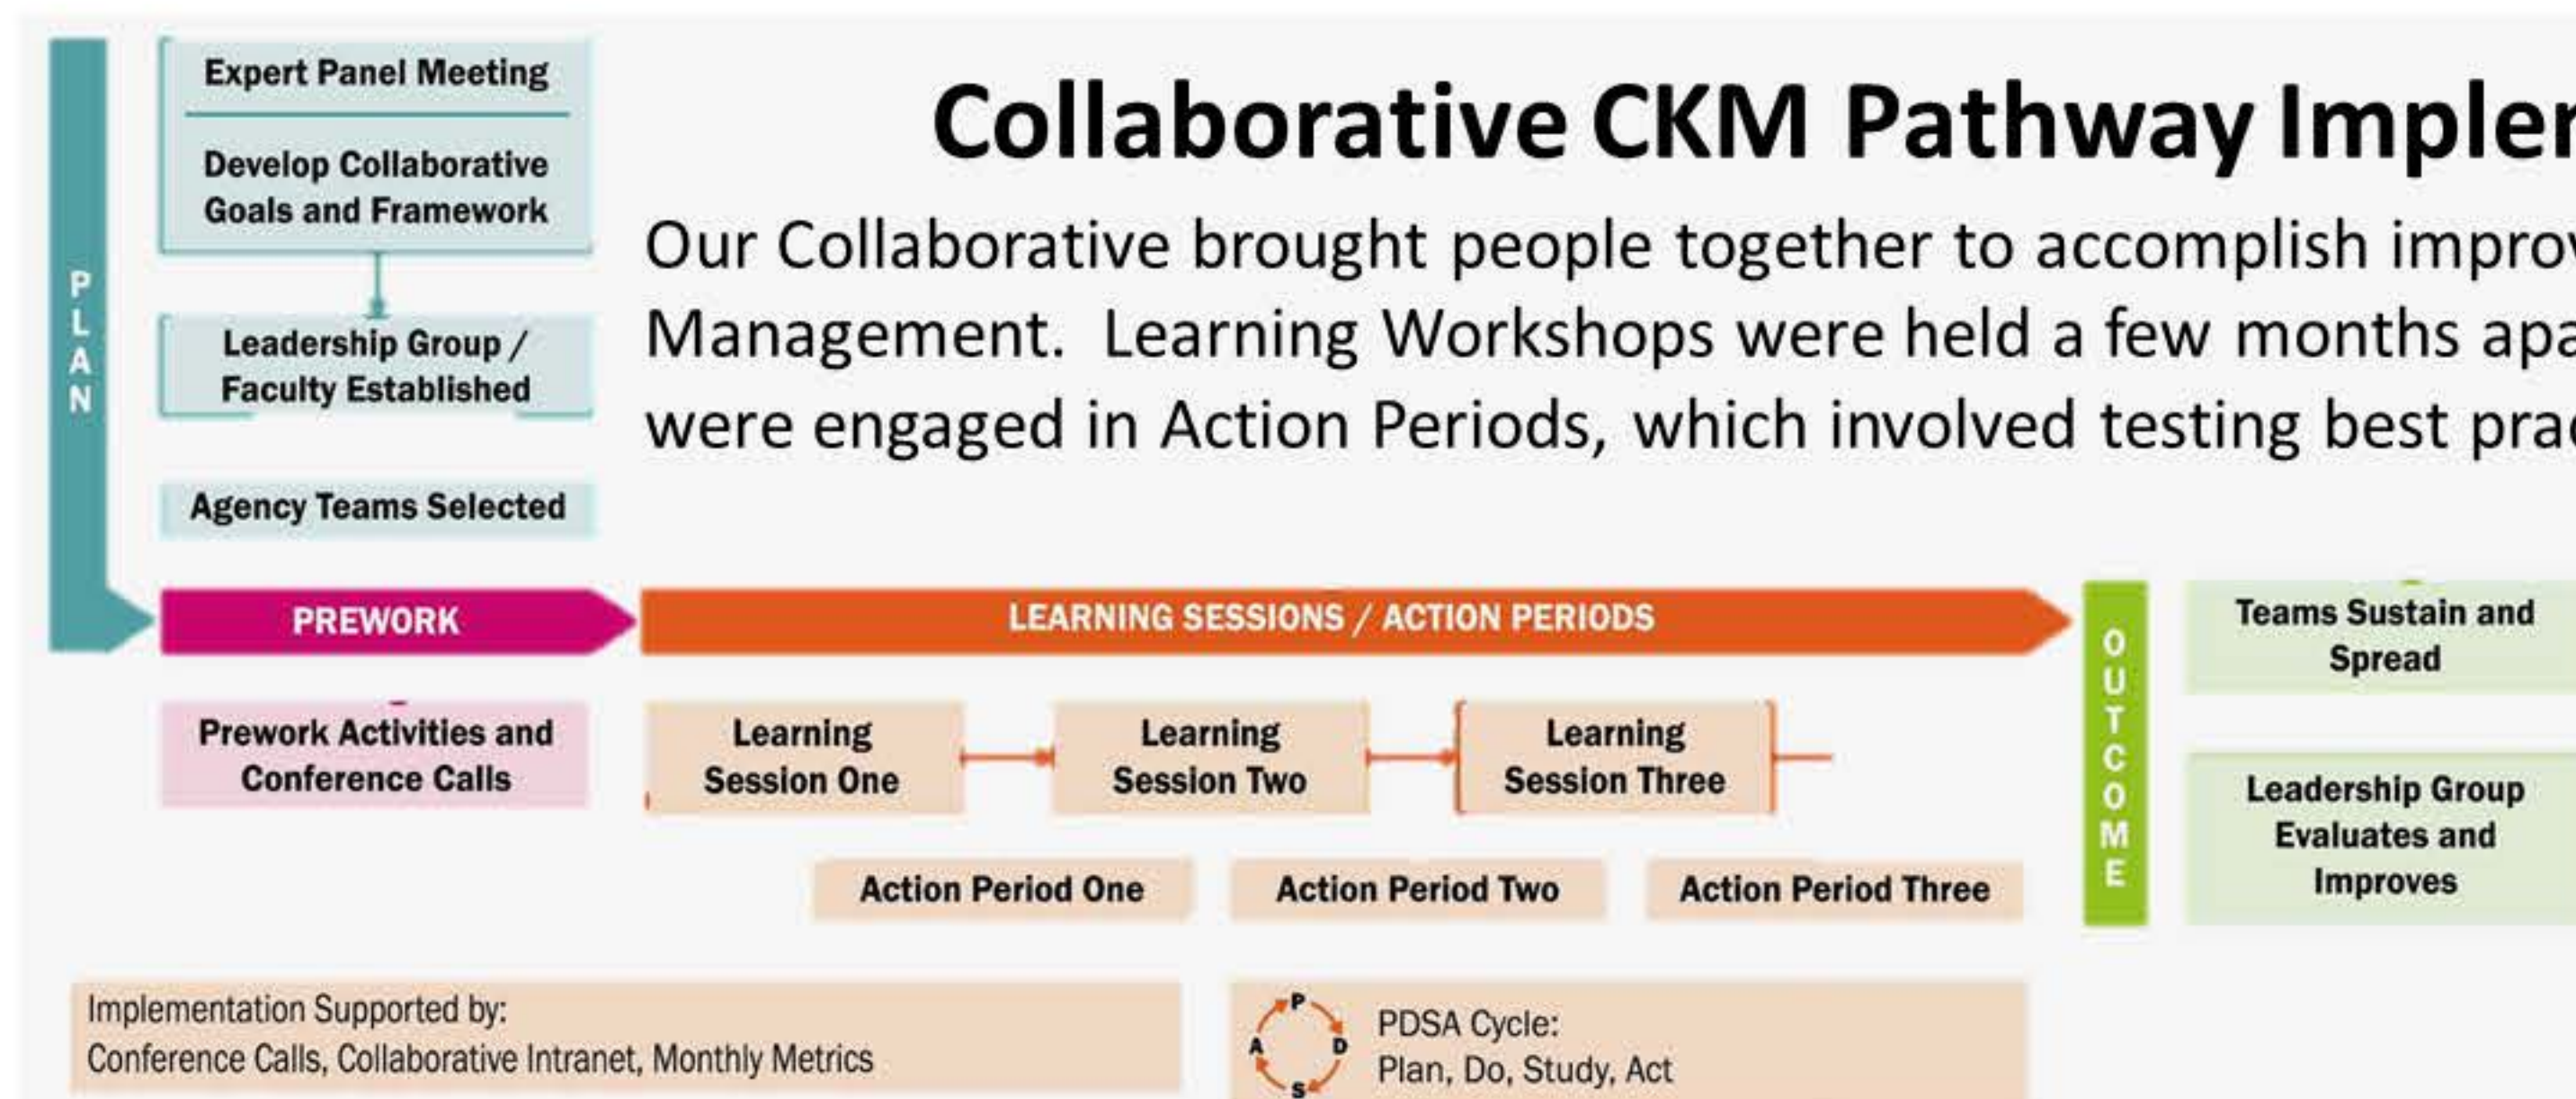 Expert Panel Meeting
Develop Collaborative
Goals and Framework
Leadership Group /
Faculty Established
Agency Teams Selected
PLAN
Collaborative CKM Pathway
Our Collaborative brought people together to accomplish
Management. Learning Workshops were held a few months
were engaged in Action Periods, which involved testing best
PREWORK
LEARNING SESSIONS / ACTION PERIODS
Prework Activities and
Conference Calls
Learning
Session One
Learning
Session Two
Learning
Session Three
Action Period One
Action Period Two
Action Period Three
OUTCOME
Teams Sustain and
Spread
Leadership Group
Evaluates and
Improves
Implementation Supported by:
Conference Calls, Collaborative Intranet, Monthly Metrics
P
D
S
A
PDSA Cycle:
Plan, Do, Study, Act